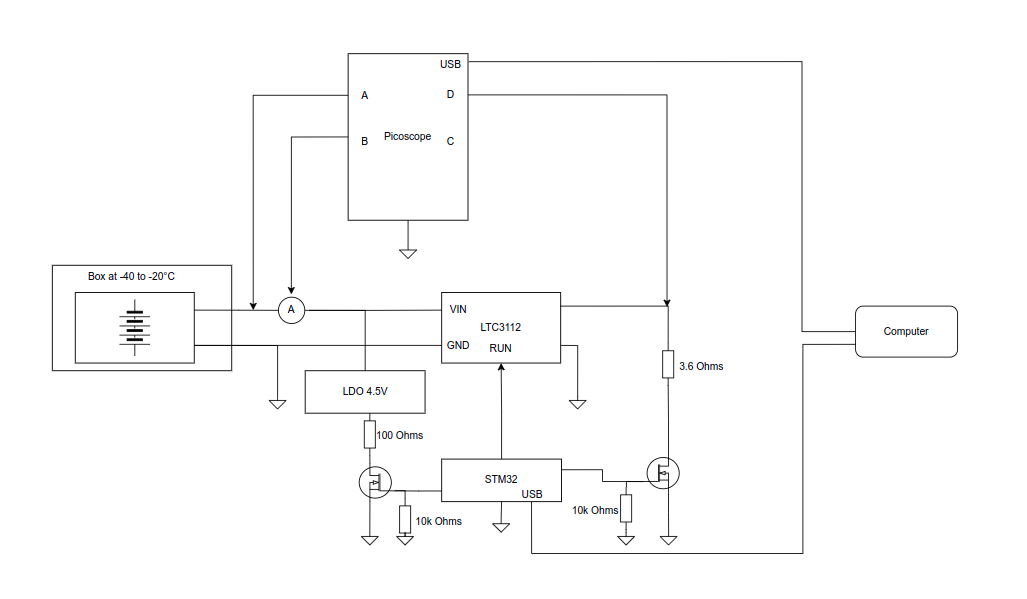 USB
A
D
B
Picoscope
C
Box at -40 to -20°C
A
VIN
LTC3112
GND
RUN
Computer
3.6 Ohms
LDO 4.5V
100 Ohms
STM32
USB
10k Ohms
10k Ohms